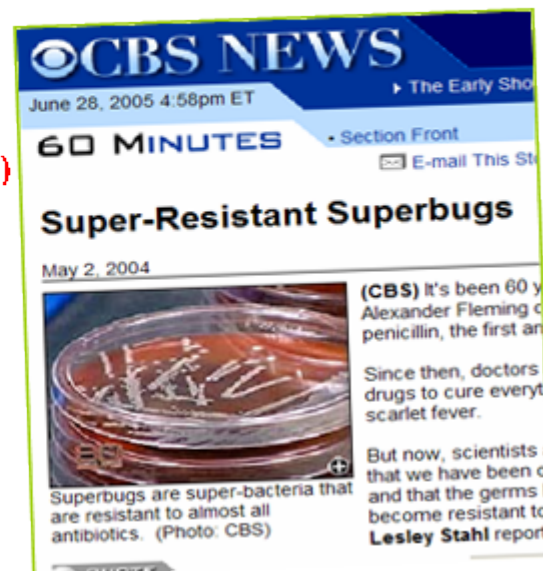 )
CBS NEWS
June 28, 2005 4:58pm ET
The Early Sho
60 MINUTES
• Section Front
E-mail This St
Super-Resistant Superbugs
May 2, 2004
(CBS) It's been 60 y
Alexander Fleming
penicillin, the first an
Since then, doctors
drugs to cure everyt
scarlet fever.
But now, scientists
that we have been
and that the germs
become resistant to
Lesley Stahl report
Superbugs are super-bacteria that
are resistant to almost all
antibiotics. (Photo: CBS)